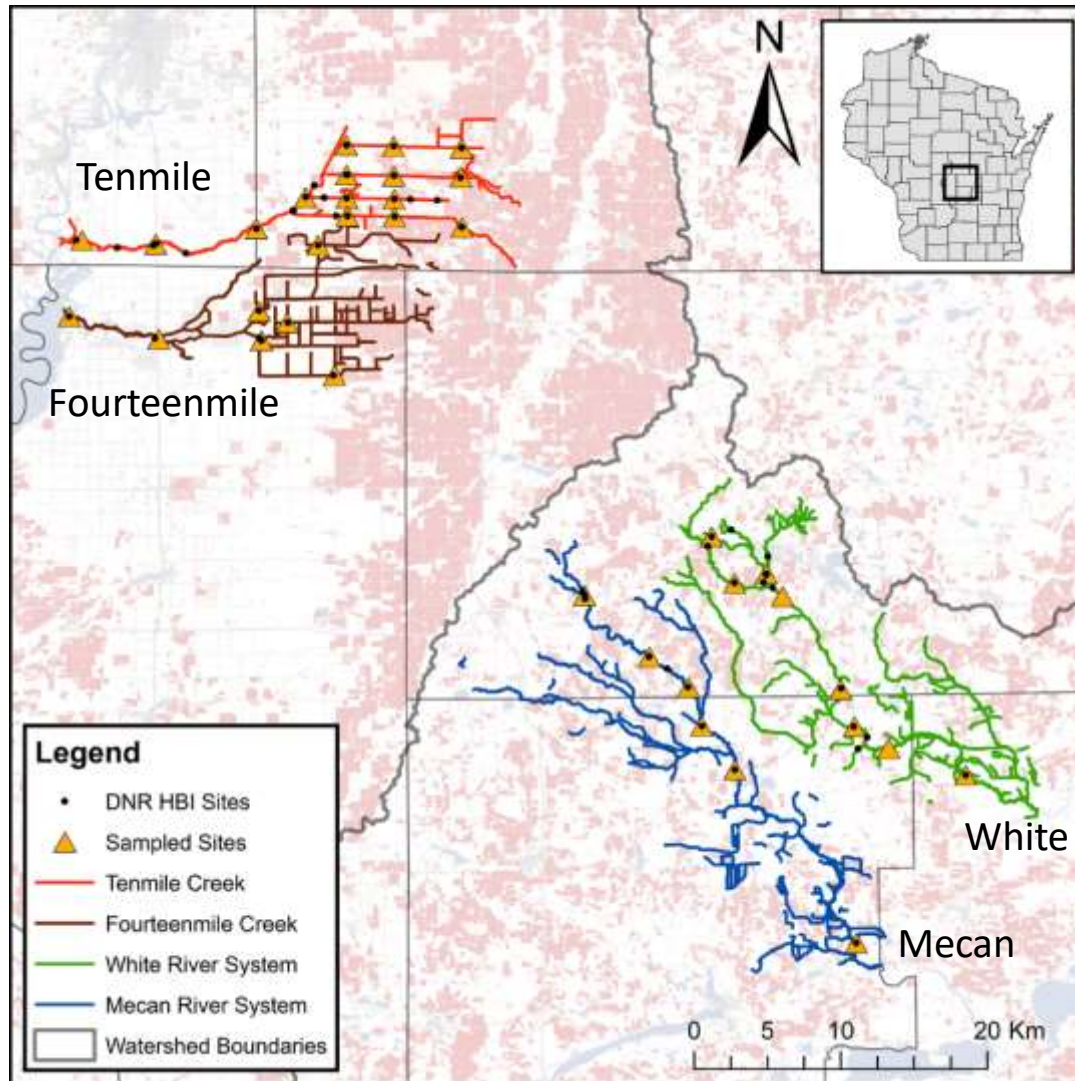 N
Tenmile
Fourteenmile
White
Mecan
Legend
DNR HBI Sites
Sampled Sites
Tenmile Creek
Fourteenmile Creek
White River System
Mecan River System
Watershed Boundaries
0 5 10 20 Km